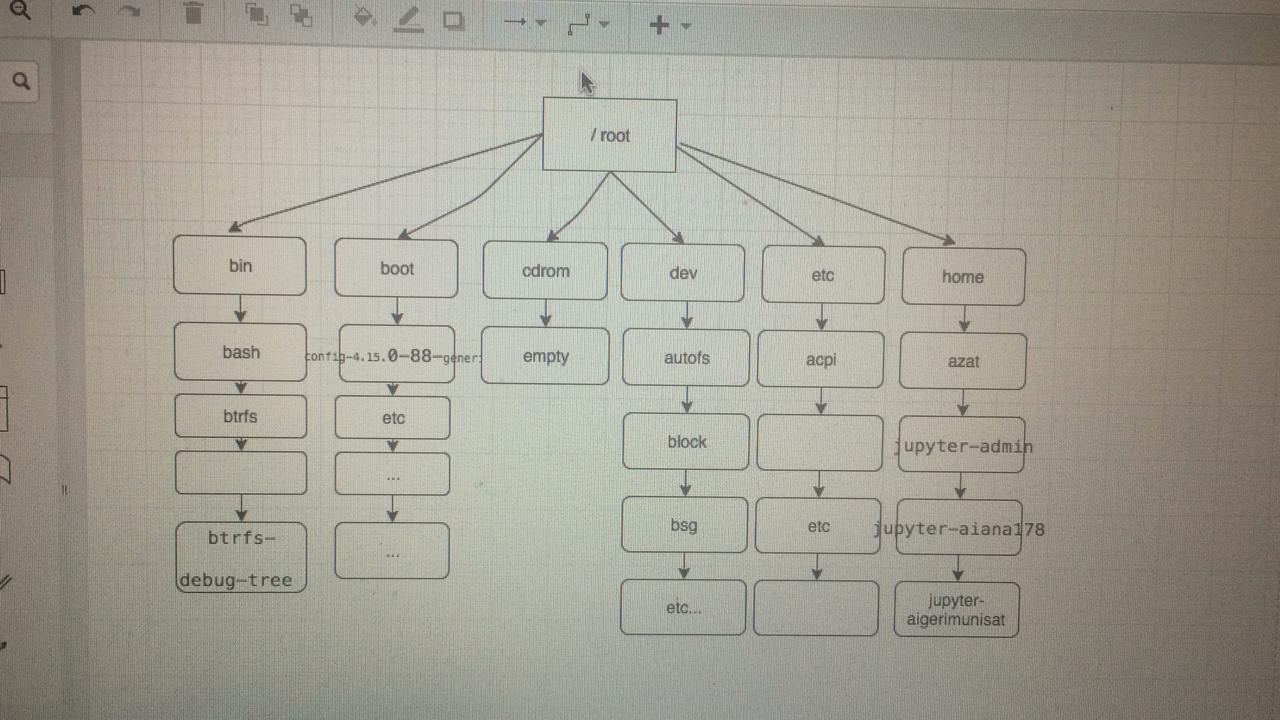 / root
bin
boot
cdrom
dev
etc
home
bash
config-4.15.0-88-gener
empty
autofs
acpi
azat
btrfs
etc
block
jupyter-admin
...
bsg
etc
jupyter-aiana178
btrfs-
debug-tree
...
etc...
jupyter-
aigerimunisat